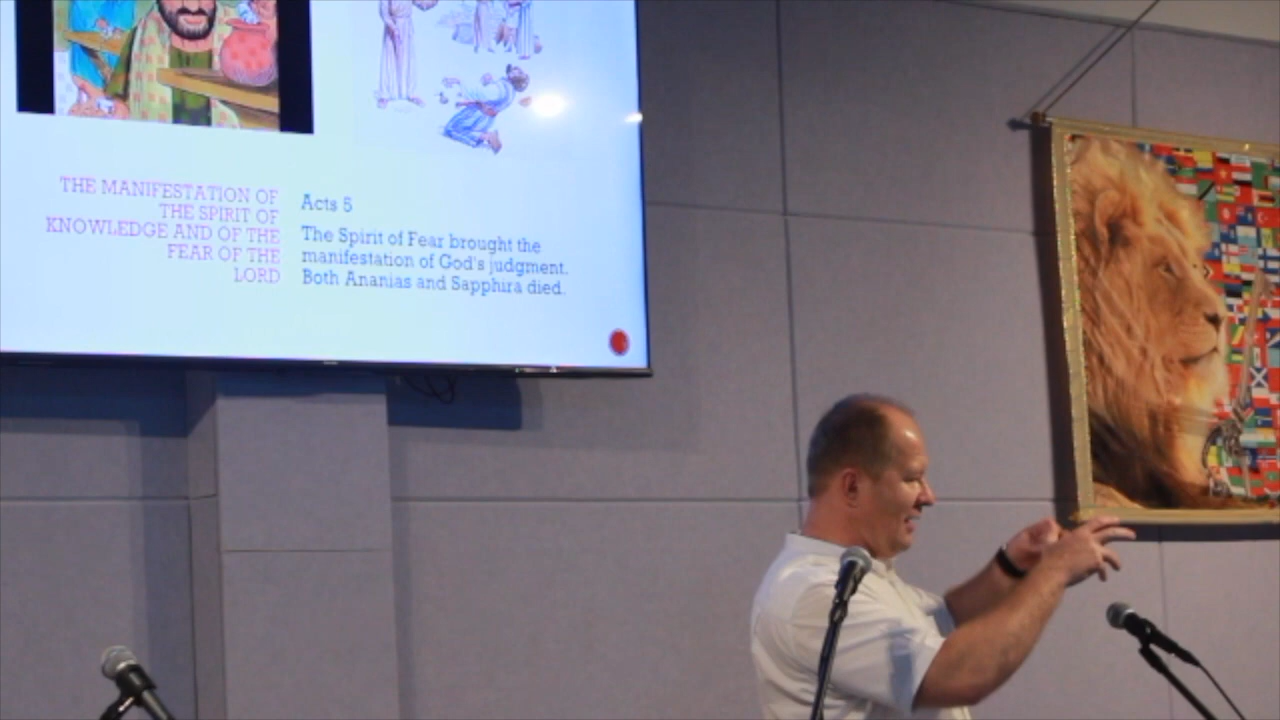 THE MANIFESTATION OF
THE SPIRIT OF
KNOWLEDGE AND OF THE
FEAR OF THE
LORD
Acts 5
The Spirit of Fear brought the
manifestation of God's judgment.
Both Ananias and Sapphira died.